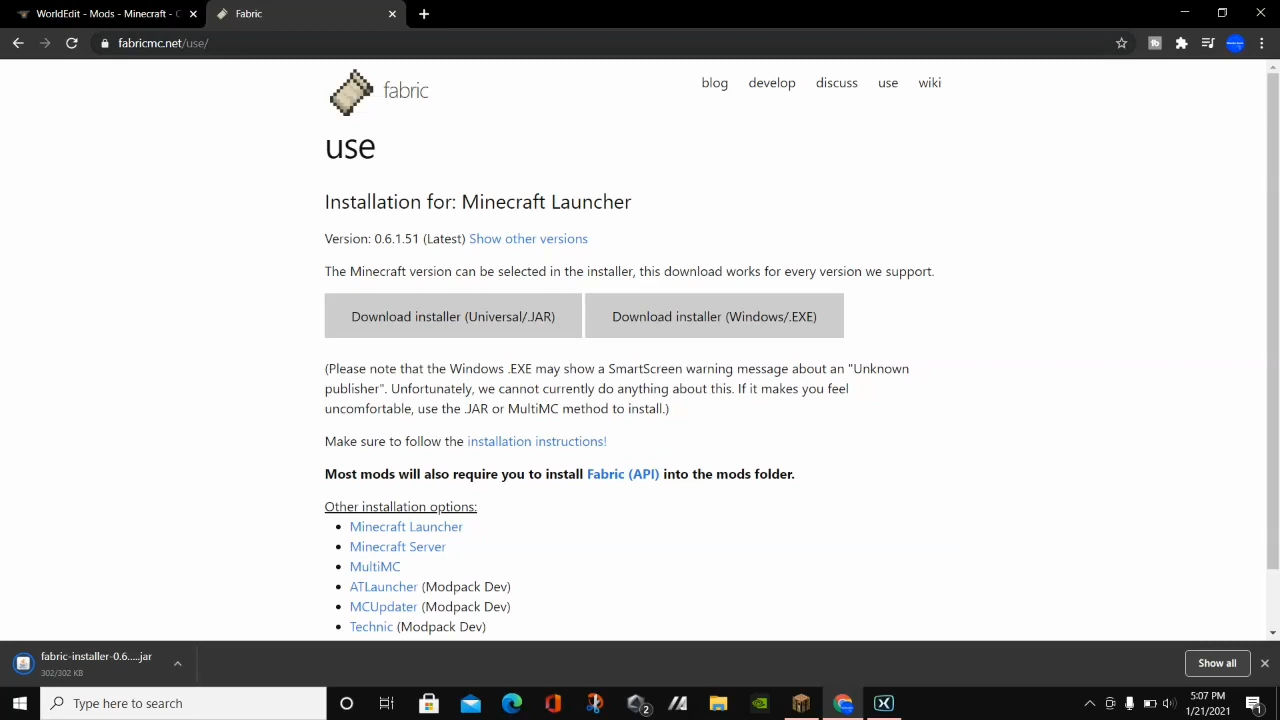 WorldEdit - Mods - Minecraft - C
Fabric
fabricmc.net/use/
fabric
blog
develop
discuss
use
wiki
use
Installation for: Minecraft Launcher
Version: 0.6.1.51 (Latest) Show other versions
The Minecraft version can be selected in the installer, this download works for every version we support.
Download installer (Universal/.JAR)
Download installer (Windows/.EXE)
(Please note that the Windows .EXE may show a SmartScreen warning message about an "Unknown
publisher". Unfortunately, we cannot currently do anything about this. If it makes you feel
uncomfortable, use the .JAR or MultiMC method to install.)
Make sure to follow the installation instructions!
Most mods will also require you to install Fabric (API) into the mods folder.
Other installation options:
Minecraft Launcher
Minecraft Server
MultiMC
ATLauncher (Modpack Dev)
MCUpdater (Modpack Dev)
Technic (Modpack Dev)
fabric-installer-0.6.....jar
302/302 KB
Show all
Type here to search
2
5:07 PM
1/21/2021
1